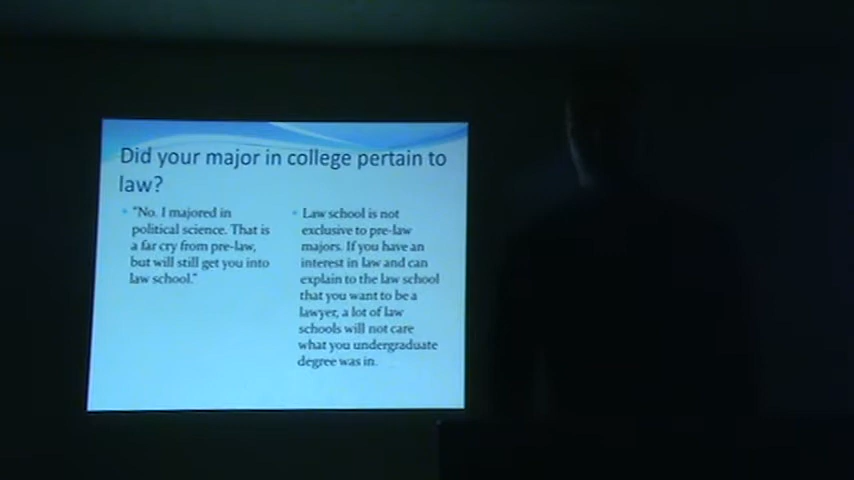 Did your major in college pertain to
law?
"No. I majored in
political science. That is
a far cry from pre-law,
but will still get you into
law school."
Law school is not
exclusive to pre-law
majors. If you have an
interest in law and can
explain to the law school
that you want to be a
lawyer, a lot of law
schools will not care
what you undergraduate
degree was in.